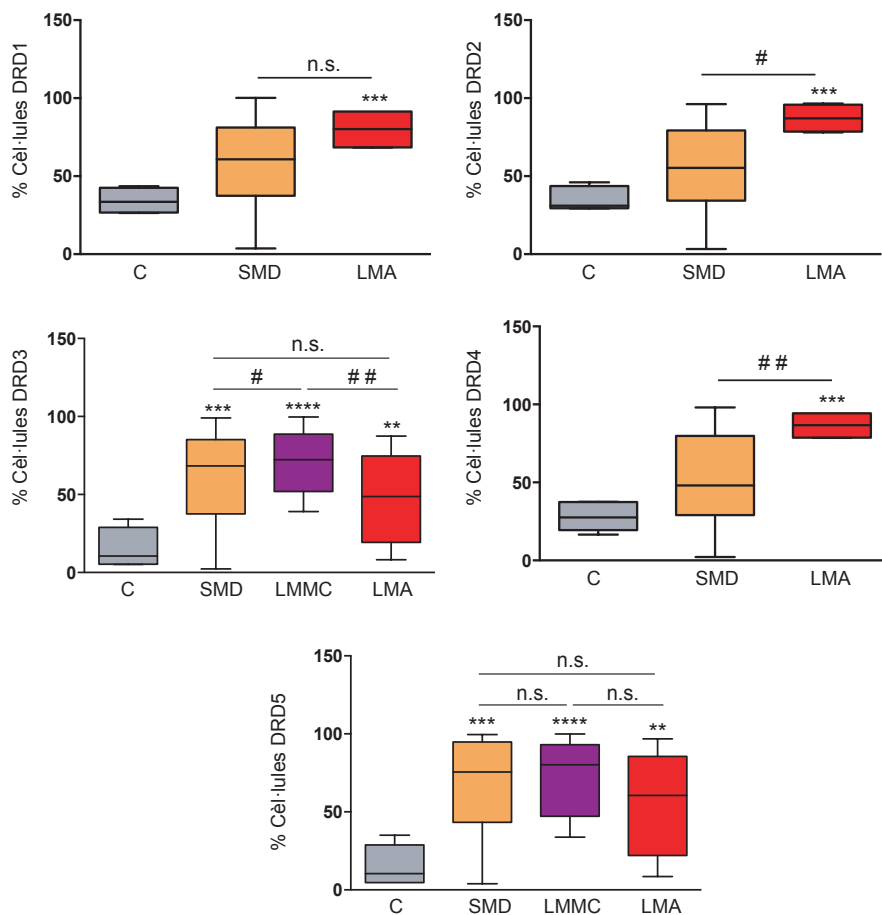 % Cèl·lules DRD1
150
100
50
0
n.s.
***
C SMD LMA
% Cèl·lules DRD2
150
100
50
0
#
***
C SMD LMA
% Cèl·lules DRD3
150
100
50
0
n.s.
# # #
*** **** **
C SMD LMMC LMA
% Cèl·lules DRD4
150
100
50
0
# #
***
C SMD LMA
% Cèl·lules DRD5
150
100
50
0
n.s.
n.s. n.s.
*** **** **
C SMD LMMC LMA